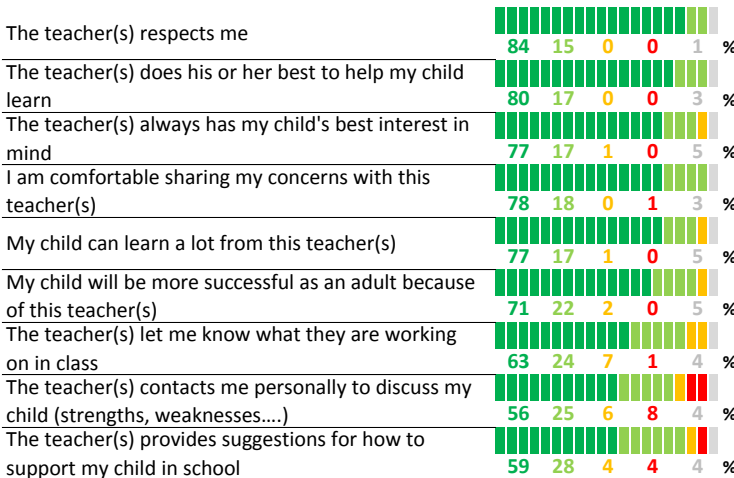 The teacher(s) respects me
84 15 0 0 1 %
The teacher(s) does his or her best to help my child
learn
80 17 0 0 3 %
The teacher(s) always has my child's best interest in
mind
77 17 1 0 5 %
I am comfortable sharing my concerns with this
teacher(s)
78 18 0 1 3 %
My child can learn a lot from this teacher(s)
77 17 1 0 5 %
My child will be more successful as an adult because
of this teacher(s)
71 22 2 0 5 %
The teacher(s) let me know what they are working
on in class
63 24 7 1 4 %
The teacher(s) contacts me personally to discuss my
child (strengths, weaknesses....)
56 25 6 8 4 %
The teacher(s) provides suggestions for how to
support my child in school
59 28 4 4 4 %